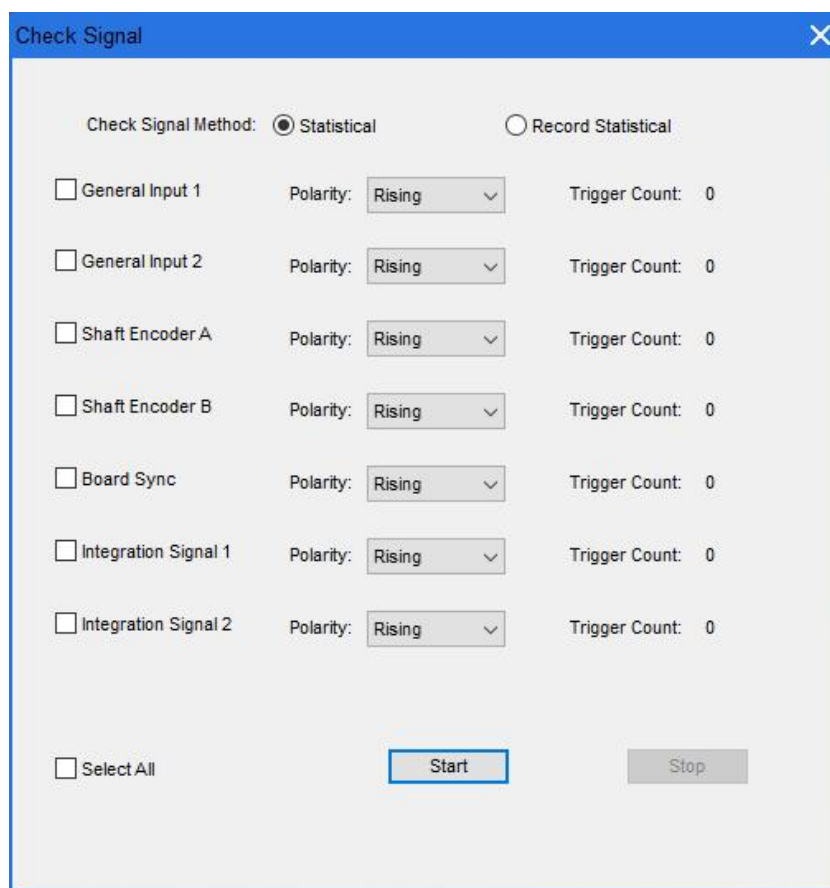 Check Signal
Check Signal Method: Statistical Record Statistical
General Input 1 Polarity: Rising Trigger Count: 0
General Input 2 Polarity: Rising Trigger Count: 0
Shaft Encoder A Polarity: Rising Trigger Count: 0
Shaft Encoder B Polarity: Rising Trigger Count: 0
Board Sync Polarity: Rising Trigger Count: 0
Integration Signal 1 Polarity: Rising Trigger Count: 0
Integration Signal 2 Polarity: Rising Trigger Count: 0
Select All Start Stop